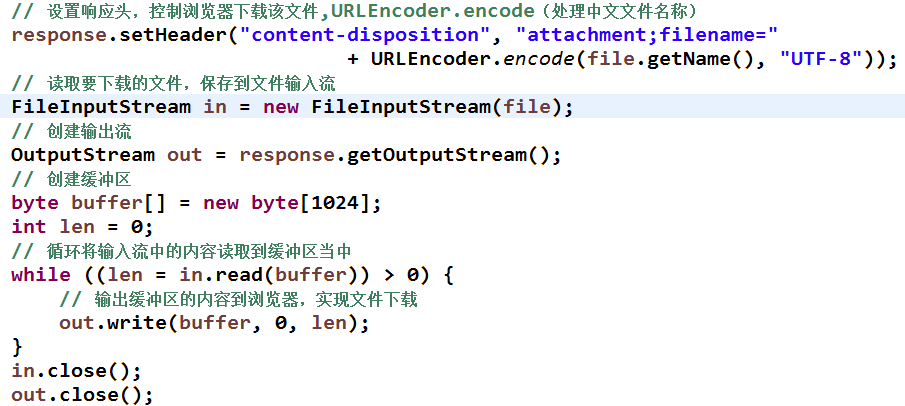 // 设置响应头，控制浏览器下载该文件,URLEncoder.encode（处理中文文件名称）
response.setHeader("content-disposition", "attachment;filename="
+ URLEncoder.encode(file.getName(), "UTF-8"));
// 读取要下载的文件，保存到文件输入流
FileInputStream in = new FileInputStream(file);
// 创建输出流
OutputStream out = response.getOutputStream();
// 创建缓冲区
byte buffer[] = new byte[1024];
int len = 0;
// 循环将输入流中的内容读取到缓冲区当中
while ((len = in.read(buffer)) > 0) {
// 输出缓冲区的内容到浏览器，实现文件下载
out.write(buffer, 0, len);
}
in.close();
out.close();